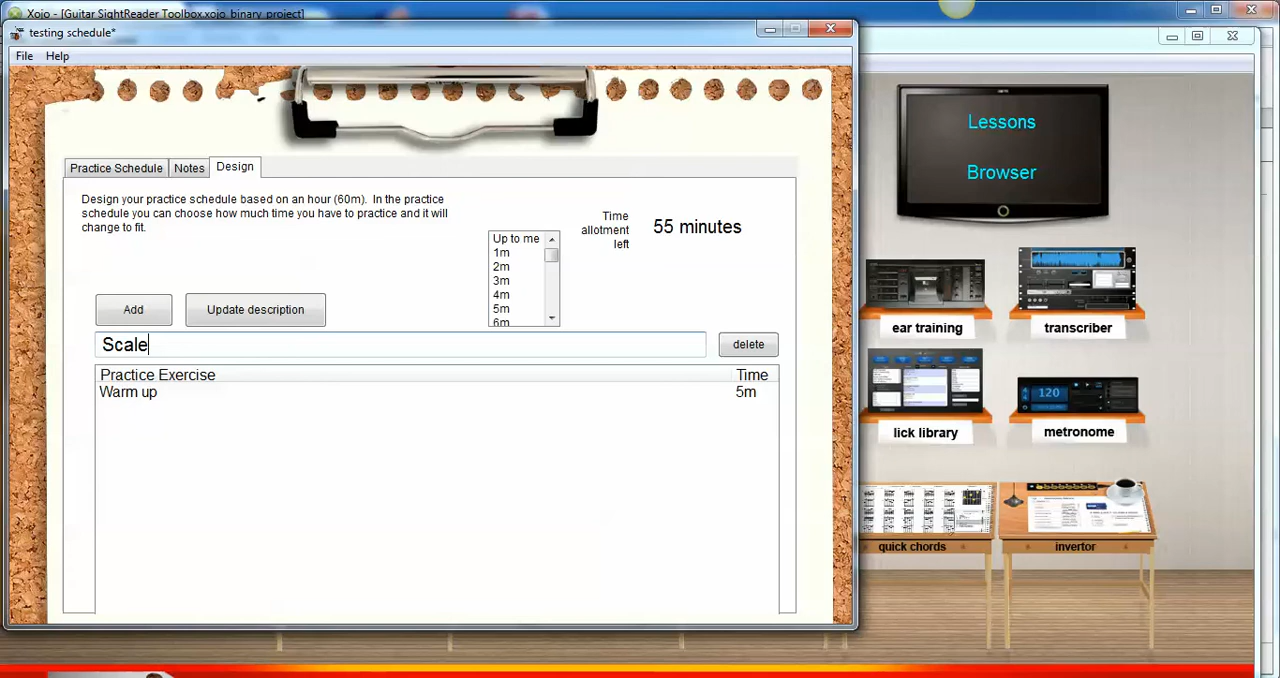 Xojo - [Guitar SightReader Toolbox.xojo_binary_project]
testing schedule*
File Help
Practice Schedule Notes Design
Design your practice schedule based on an hour (60m). In the practice
schedule you can choose how much time you have to practice and it will
change to fit.
Up to me
1m
2m
3m
4m
5m
6m
Time
allotment
left
55 minutes
Add
Update description
Scale
delete
Practice Exercise Time
Warm up 5m
Lessons
Browser
ear training
transcriber
120
lick library
metronome
quick chords
invertor